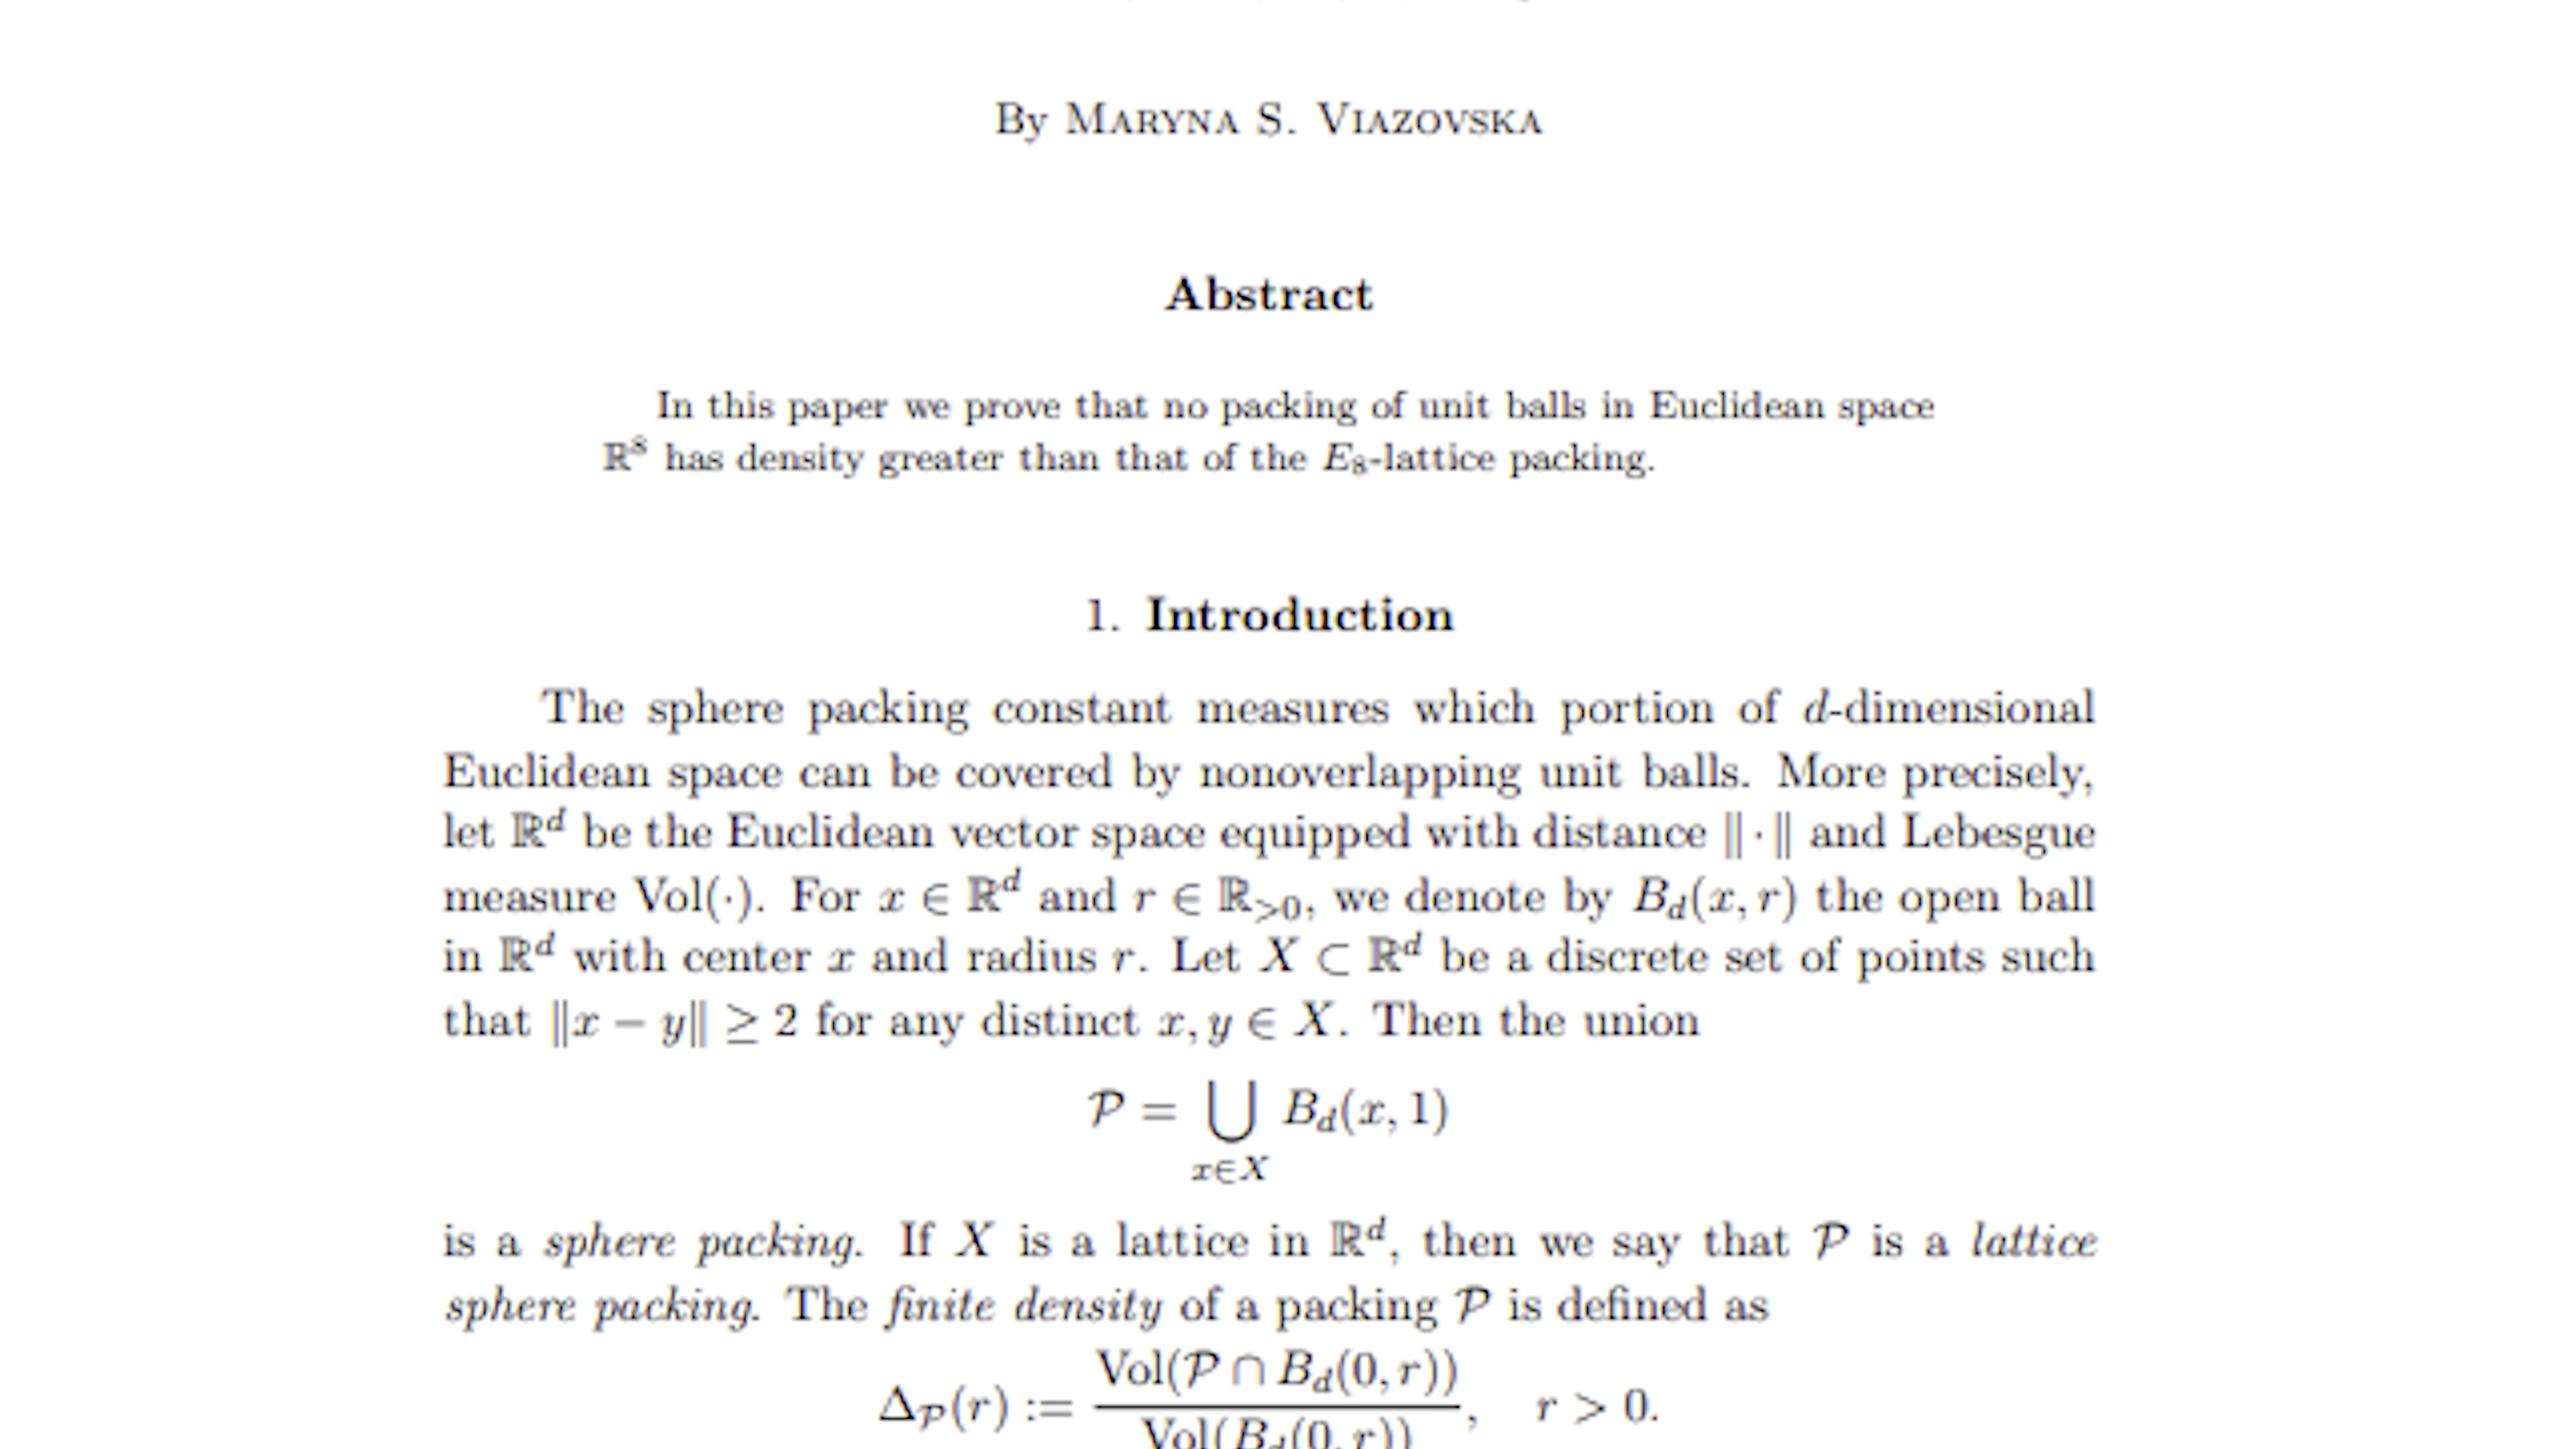 By MARYNA S. VIAZOVSKA
Abstract
In this paper we prove that no packing of unit balls in Euclidean space
ℝ⁸ has density greater than that of the E₈-lattice packing.
1. Introduction
The sphere packing constant measures which portion of d-dimensional
Euclidean space can be covered by nonoverlapping unit balls. More precisely,
let ℝᵈ be the Euclidean vector space equipped with distance ‖·‖ and Lebesgue
measure Vol(·). For x ∈ ℝᵈ and r ∈ ℝ_{>0}, we denote by B_d(x, r) the open ball
in ℝᵈ with center x and radius r. Let X ⊂ ℝᵈ be a discrete set of points such
that ‖x − y‖ ≥ 2 for any distinct x, y ∈ X. Then the union
𝒫 = ⋃_{x∈X} B_d(x, 1)
is a sphere packing. If X is a lattice in ℝᵈ, then we say that 𝒫 is a lattice
sphere packing. The finite density of a packing 𝒫 is defined as
Δ_𝒫(r) := Vol(𝒫 ∩ B_d(0, r)) / Vol(B_d(0, r)), r > 0.